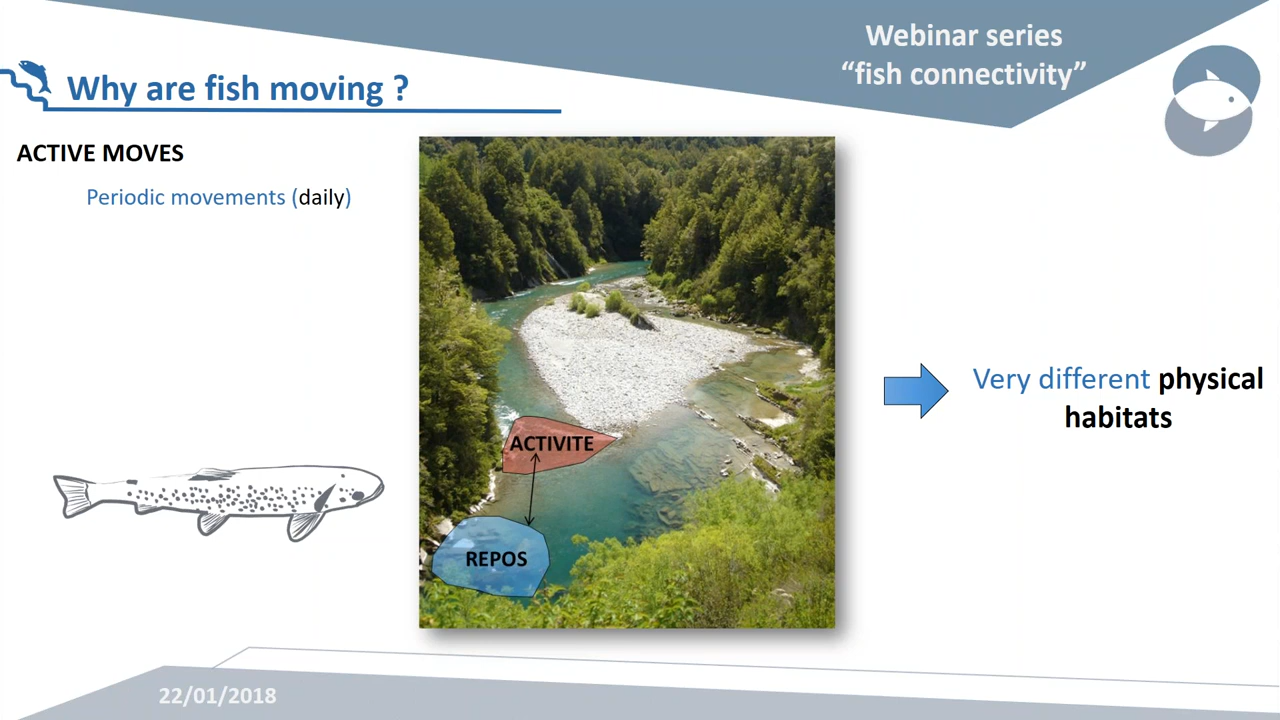 Webinar series
“fish connectivity”
Why are fish moving ?
ACTIVE MOVES
Periodic movements (daily)
ACTIVITE
REPOS
Very different physical
habitats
22/01/2018